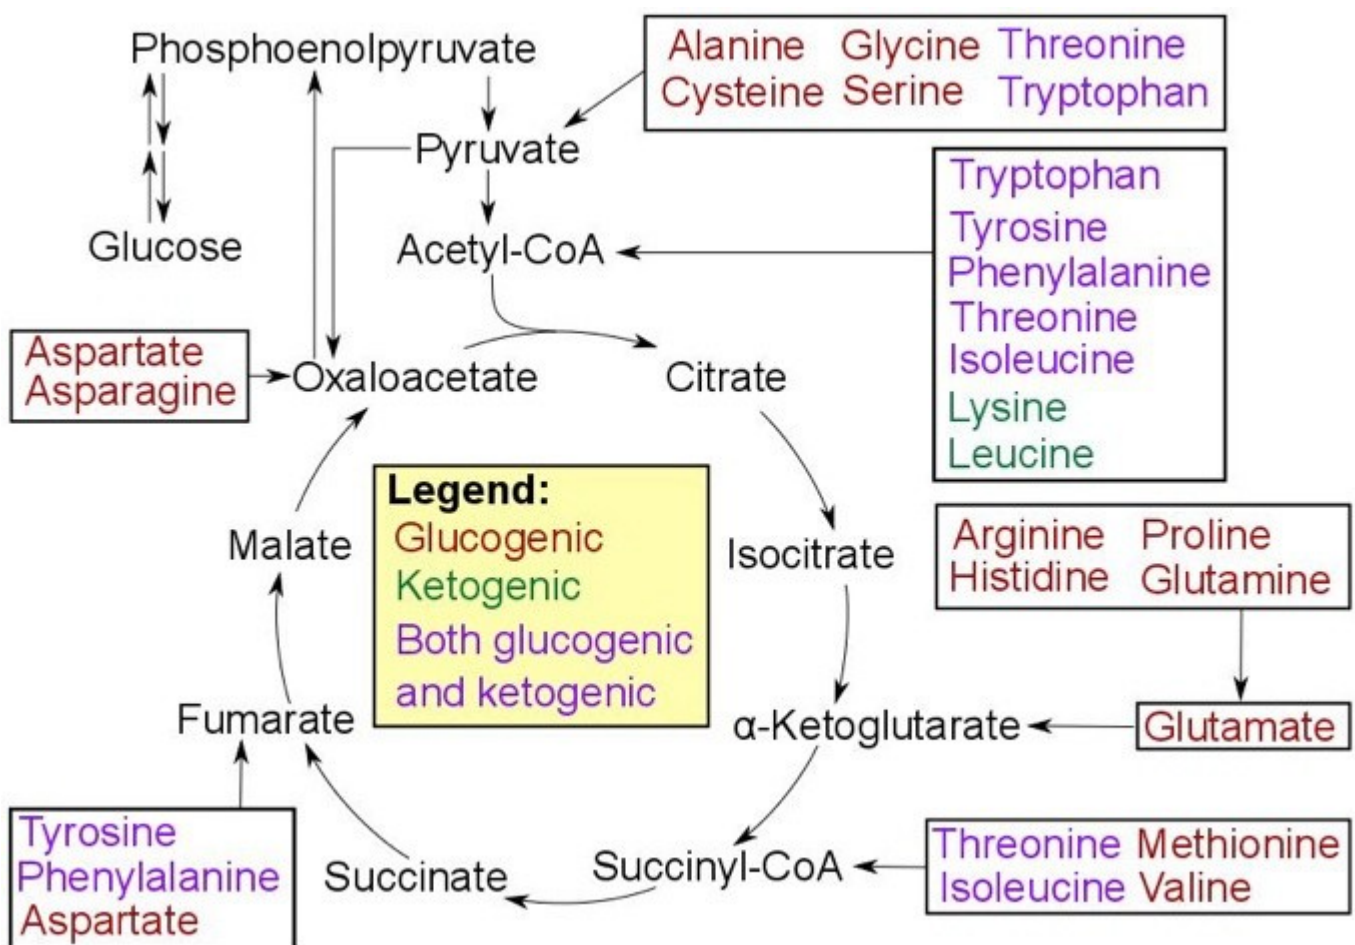 Phosphoenolpyruvate
Alanine Glycine Threonine
Cysteine Serine Tryptophan
Pyruvate
Glucose
Acetyl-CoA
Tryptophan
Tyrosine
Phenylalanine
Threonine
Isoleucine
Lysine
Leucine
Aspartate
Asparagine
Oxaloacetate
Citrate
Legend:
Glucogenic
Ketogenic
Both glucogenic
and ketogenic
Malate
Isocitrate
Arginine Proline
Histidine Glutamine
Fumarate
α-Ketoglutarate
Glutamate
Tyrosine
Phenylalanine
Aspartate
Succinate
Succinyl-CoA
Threonine Methionine
Isoleucine Valine